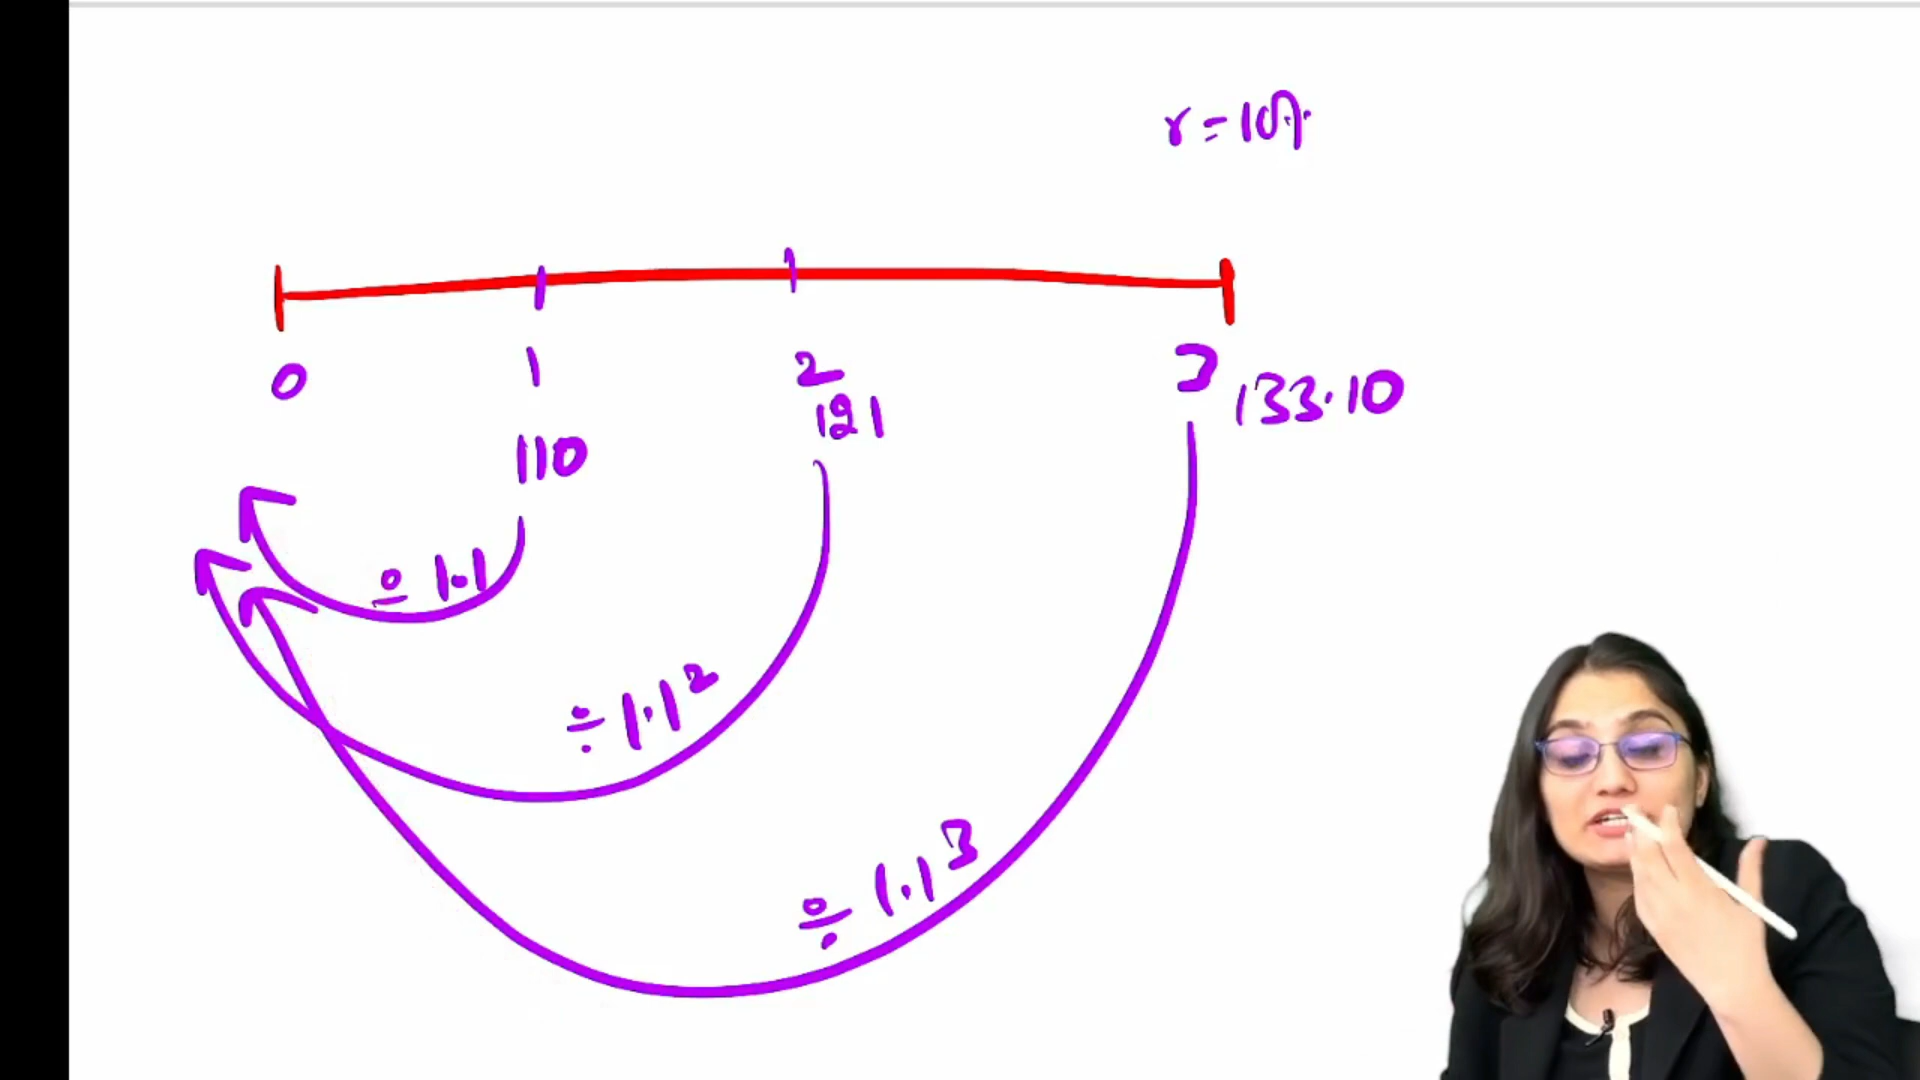 r = 10%
0 1 2 3
110 121 133.10
÷ 1.1
÷ 1.1²
÷ 1.1³